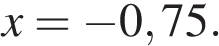 x = −0,75.